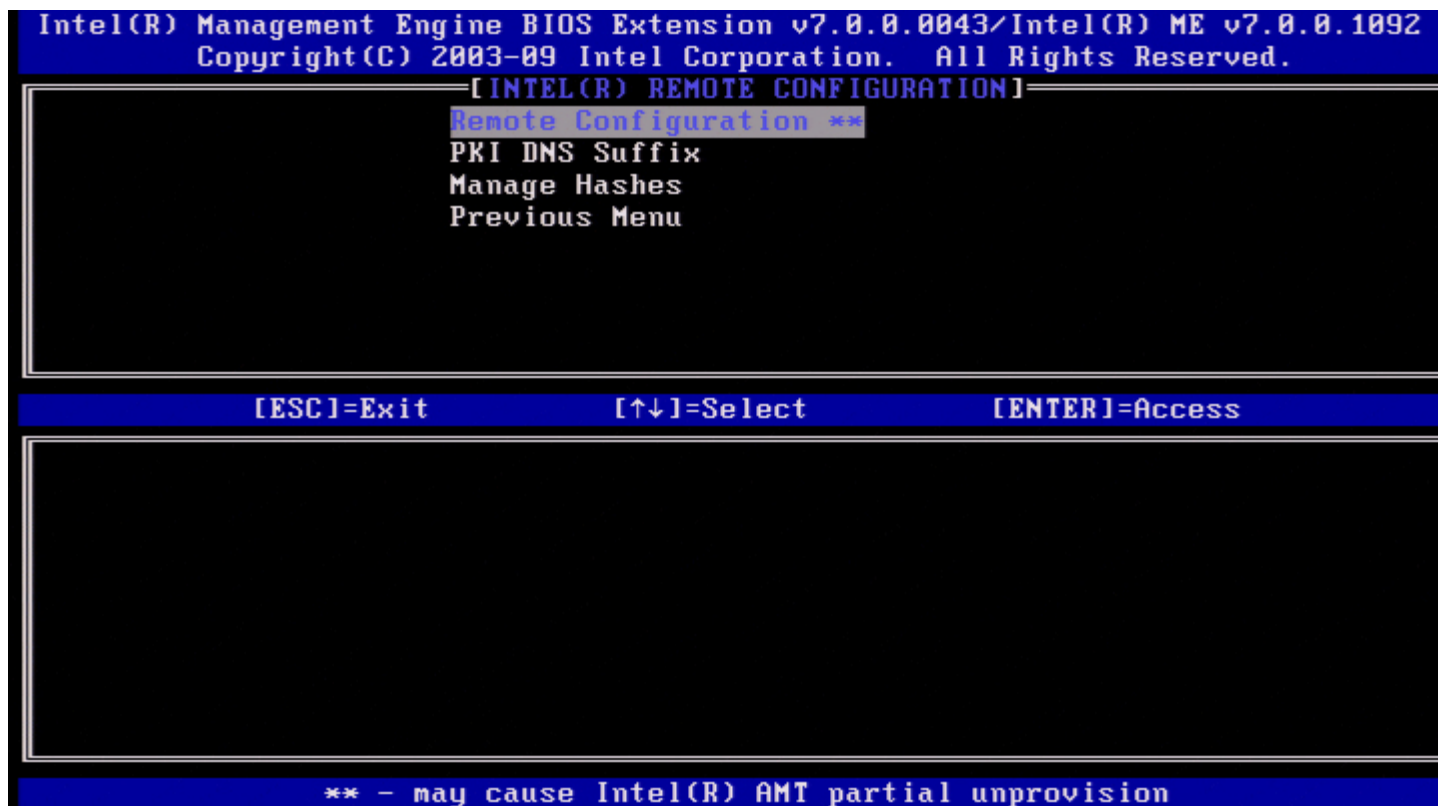 Intel(R) Management Engine BIOS Extension v7.0.0.0043/Intel(R) ME v7.0.0.1092
Copyright(C) 2003-09 Intel Corporation. All Rights Reserved.
[INTEL(R) REMOTE CONFIGURATION]
Remote Configuration **
PKI DNS Suffix
Manage Hashes
Previous Menu
[ESC]=Exit [↑↓]=Select [ENTER]=Access
** - may cause Intel(R) AMT partial unprovision